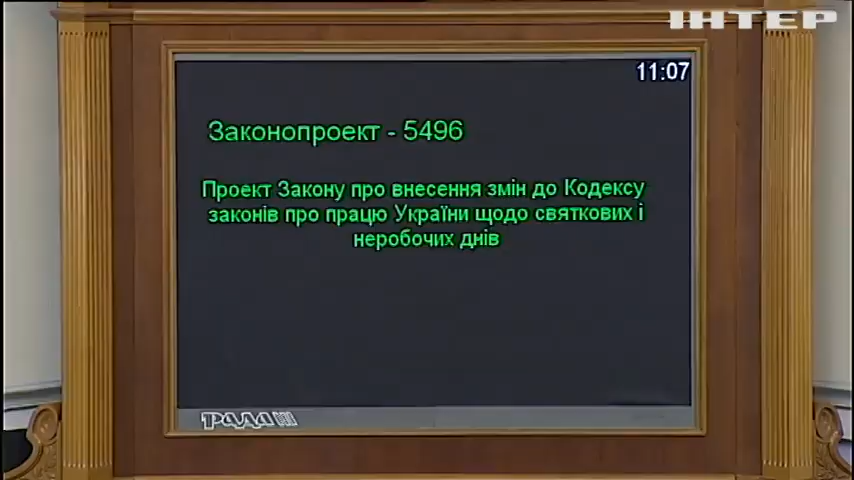 ІНТЕР
11:07
Законопроект - 5496
Проект Закону про внесення змін до Кодексу
законів про працю України щодо святкових і
неробочих днів
РАДА